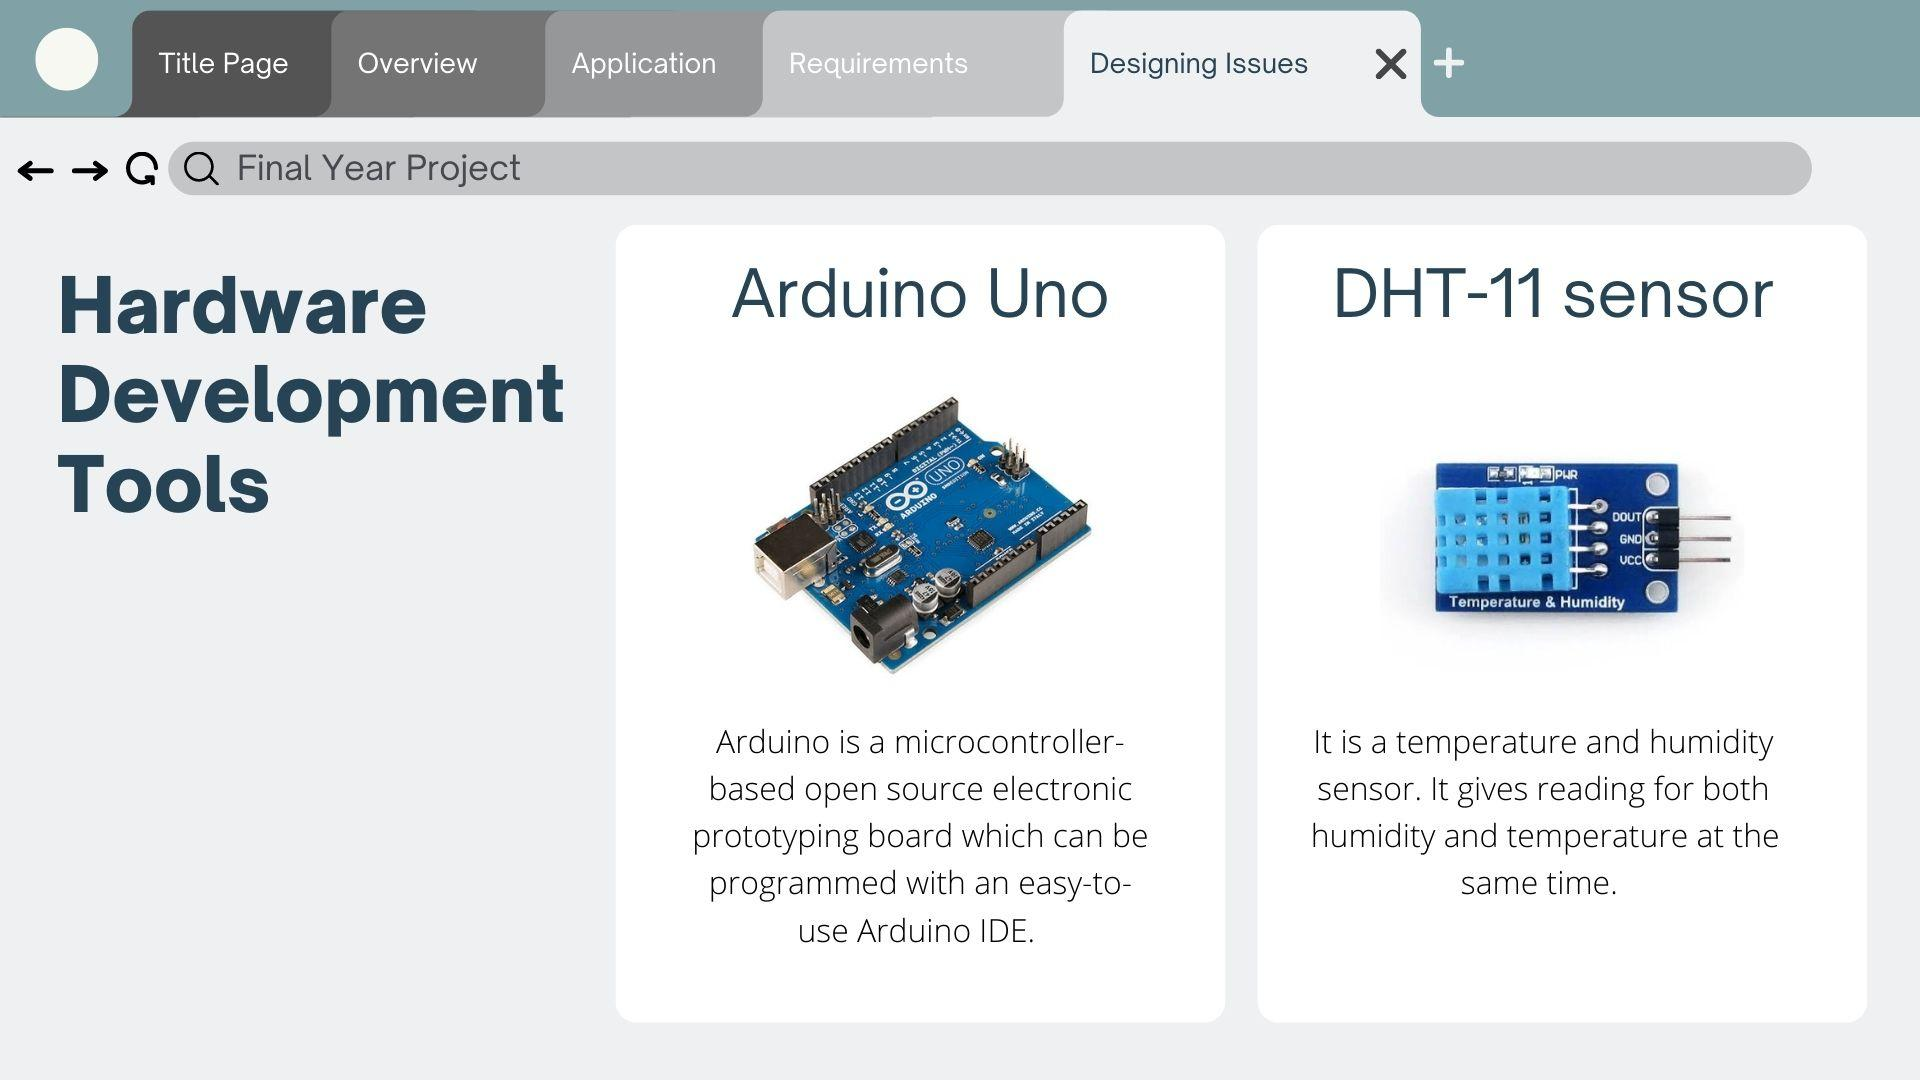 Title Page
Overview
Application
Requirements
Designing Issues
Final Year Project
Hardware
Development
Tools
Arduino Uno
DIGITAL (PWM~)
UNO
ARDUINO
Arduino is a microcontroller-
based open source electronic
prototyping board which can be
programmed with an easy-to-
use Arduino IDE.
DHT-11 sensor
PWR
DOUT
GND
VCC
Temperature & Humidity
It is a temperature and humidity
sensor. It gives reading for both
humidity and temperature at the
same time.